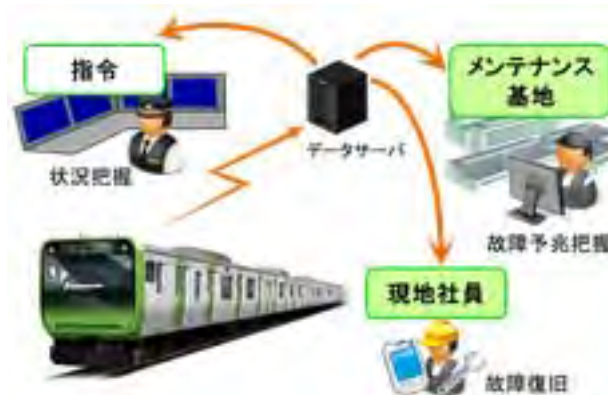 指令
状況把握
データサーバ
メンテナンス
基地
故障予兆把握
現地社員
故障復旧